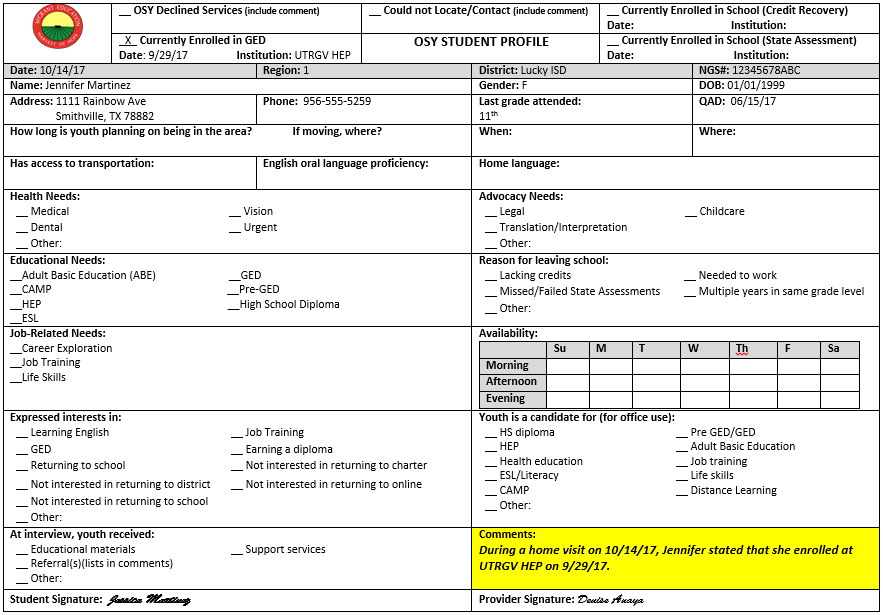 MIGRANT EDUCATION
HARVEST OF HOPE
__ OSY Declined Services (include comment)
__ Could not Locate/Contact (include comment)
__ Currently Enrolled in School (Credit Recovery)
Date: Institution:
_X_ Currently Enrolled in GED
Date: 9/29/17 Institution: UTRGV HEP
OSY STUDENT PROFILE
__ Currently Enrolled in School (State Assessment)
Date: Institution:
Date: 10/14/17 Region: 1 District: Lucky ISD NGS#: 12345678ABC
Name: Jennifer Martinez Gender: F DOB: 01/01/1999
Address: 1111 Rainbow Ave
Smithville, TX 78882
Phone: 956-555-5259
Last grade attended:
11th
QAD: 06/15/17
How long is youth planning on being in the area? If moving, where? When: Where:
Has access to transportation: English oral language proficiency: Home language:
Health Needs:
__ Medical __ Vision
__ Dental __ Urgent
__ Other:
Advocacy Needs:
__ Legal __ Childcare
__ Translation/Interpretation
__ Other:
Educational Needs:
__Adult Basic Education (ABE) __GED
__CAMP __Pre-GED
__HEP __High School Diploma
__ESL
Reason for leaving school:
__ Lacking credits __ Needed to work
__ Missed/Failed State Assessments __ Multiple years in same grade level
__ Other:
Job-Related Needs:
__Career Exploration
__Job Training
__Life Skills
Availability:
Su M T W Th F Sa
Morning
Afternoon
Evening
Expressed interests in:
__ Learning English __ Job Training
__ GED __ Earning a diploma
__ Returning to school __ Not interested in returning to charter
__ Not interested in returning to district __ Not interested in returning to online
__ Not interested in returning to school
__ Other:
Youth is a candidate for (for office use):
__ HS diploma __ Pre GED/GED
__ HEP __ Adult Basic Education
__ Health education __ Job training
__ ESL/Literacy __ Life skills
__ CAMP __ Distance Learning
__ Other:
At interview, youth received:
__ Educational materials __ Support services
__ Referral(s)(lists in comments)
__ Other:
Comments:
During a home visit on 10/14/17, Jennifer stated that she enrolled at
UTRGV HEP on 9/29/17.
Student Signature: Jessica Martinez
Provider Signature: Denise Anaya